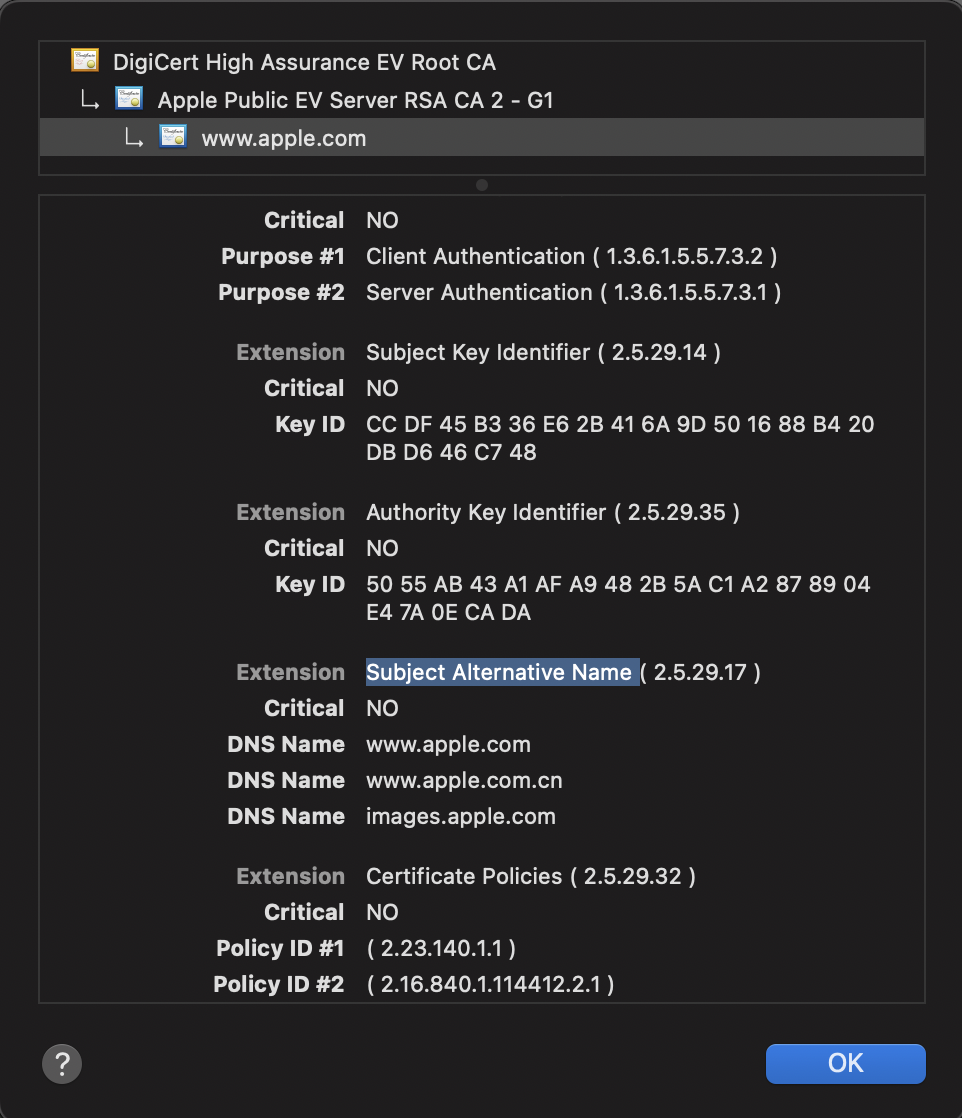 DigiCert High Assurance EV Root CA
Apple Public EV Server RSA CA 2 - G1
www.apple.com
Critical NO
Purpose #1 Client Authentication ( 1.3.6.1.5.5.7.3.2 )
Purpose #2 Server Authentication ( 1.3.6.1.5.5.7.3.1 )
Extension Subject Key Identifier ( 2.5.29.14 )
Critical NO
Key ID CC DF 45 B3 36 E6 2B 41 6A 9D 50 16 88 B4 20
DB D6 46 C7 48
Extension Authority Key Identifier ( 2.5.29.35 )
Critical NO
Key ID 50 55 AB 43 A1 AF A9 48 2B 5A C1 A2 87 89 04
E4 7A 0E CA DA
Extension Subject Alternative Name ( 2.5.29.17 )
Critical NO
DNS Name www.apple.com
DNS Name www.apple.com.cn
DNS Name images.apple.com
Extension Certificate Policies ( 2.5.29.32 )
Critical NO
Policy ID #1 ( 2.23.140.1.1 )
Policy ID #2 ( 2.16.840.1.114412.2.1 )
? OK